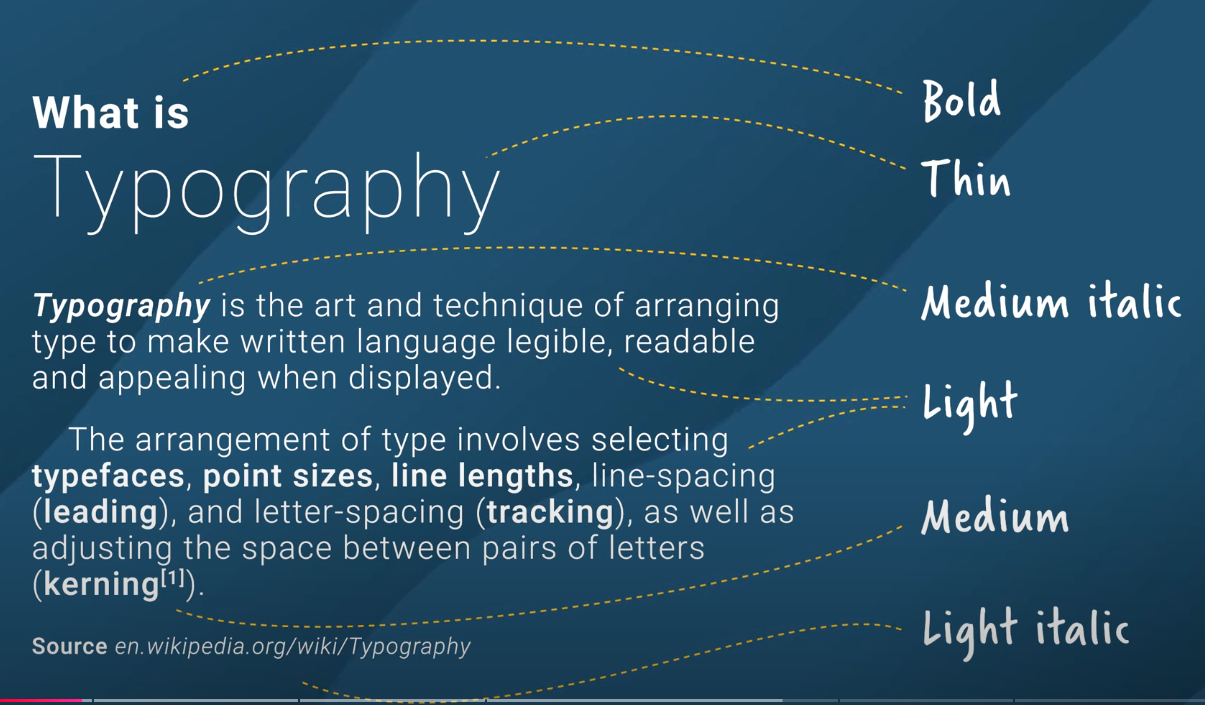 What is
Typography
Typography is the art and technique of arranging
type to make written language legible, readable
and appealing when displayed.
The arrangement of type involves selecting
typefaces, point sizes, line lengths, line-spacing
(leading), and letter-spacing (tracking), as well as
adjusting the space between pairs of letters
(kerning[1]).
Source en.wikipedia.org/wiki/Typography
Bold
Thin
Medium italic
Light
Medium
Light italic